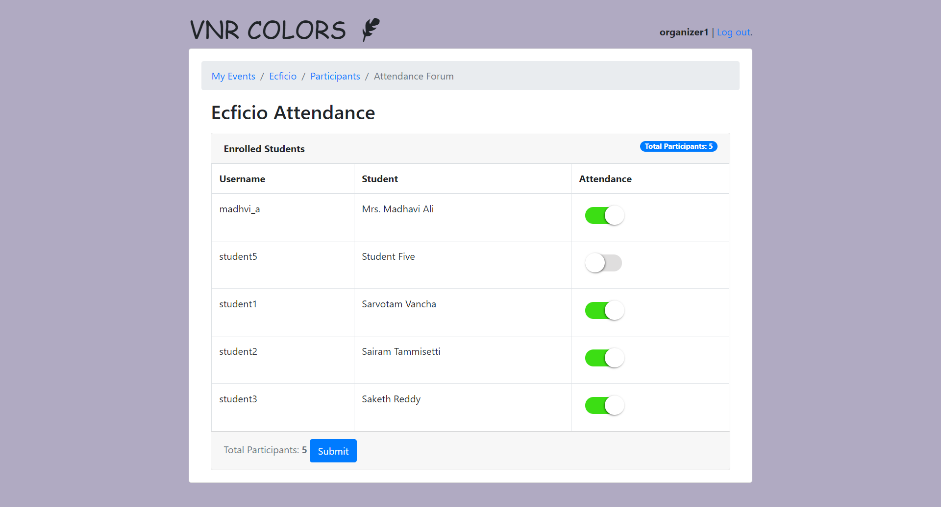 VNR COLORS
organizer1 | Log out.
My Events / Ecficio / Participants / Attendance Forum
Ecficio Attendance
Enrolled Students Total Participants: 5
Username Student Attendance
madhvi_a Mrs. Madhavi Ali
student5 Student Five
student1 Sarvotam Vancha
student2 Sairam Tammisetti
student3 Saketh Reddy
Total Participants: 5 Submit